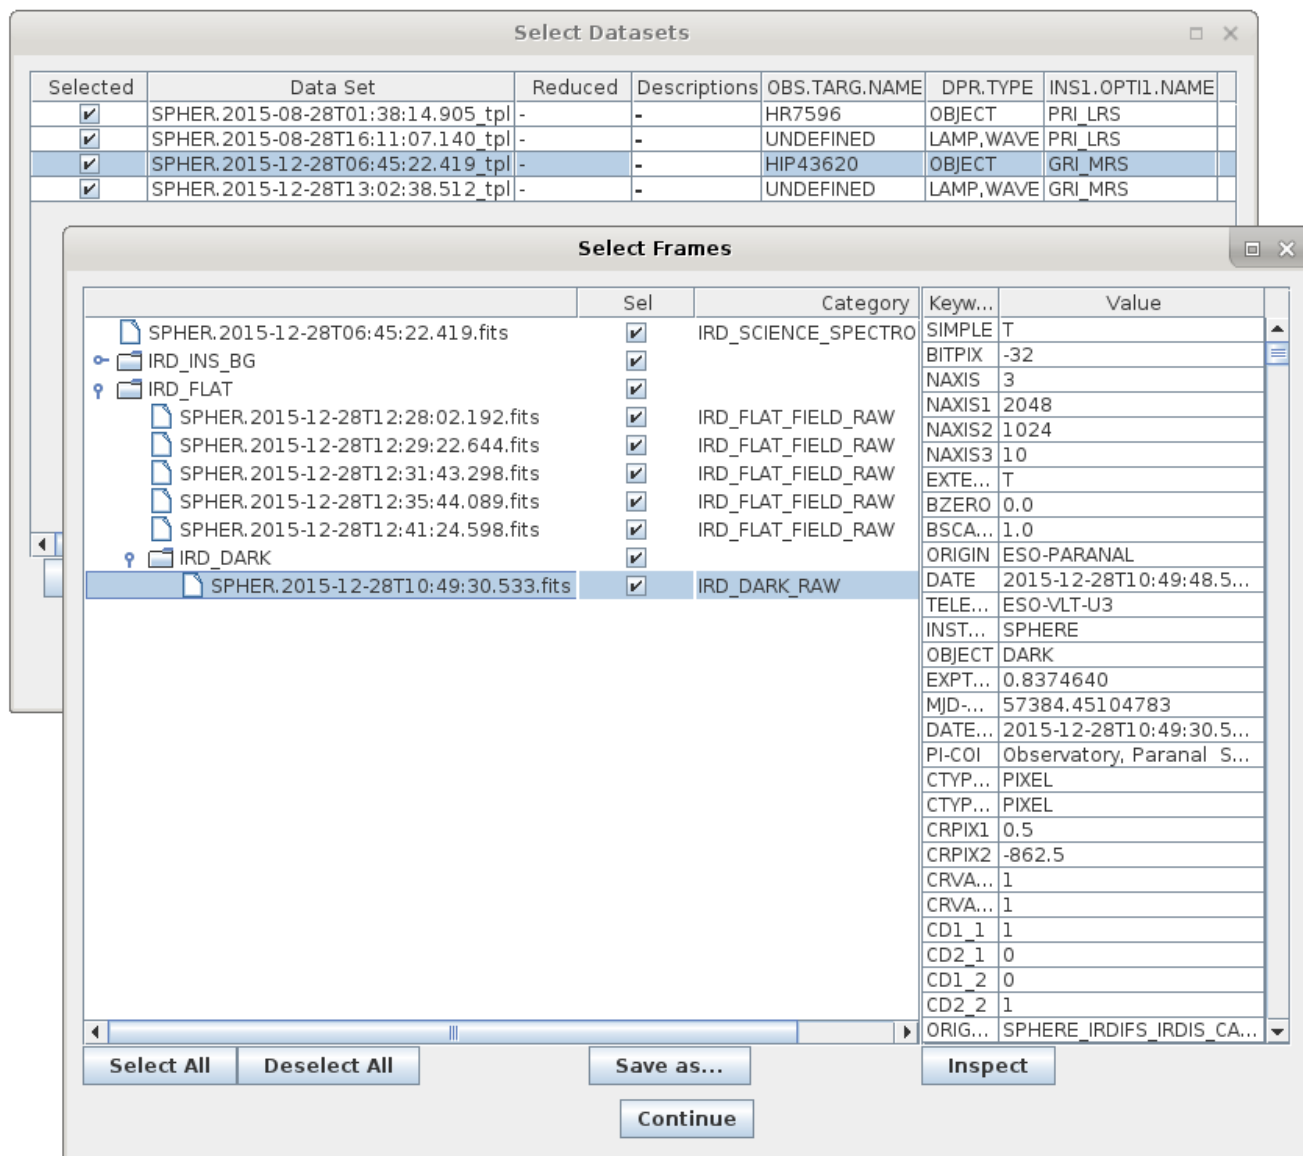 Select Datasets
Selected Data Set Reduced Descriptions OBS.TARG.NAME DPR.TYPE INS1.OPTI1.NAME
SPHER.2015-08-28T01:38:14.905_tpl - - HR7596 OBJECT PRI_LRS
SPHER.2015-08-28T16:11:07.140_tpl - - UNDEFINED LAMP,WAVE PRI_LRS
SPHER.2015-12-28T06:45:22.419_tpl - - HIP43620 OBJECT GRI_MRS
SPHER.2015-12-28T13:02:38.512_tpl - - UNDEFINED LAMP,WAVE GRI_MRS
Select Frames
Sel Category
SPHER.2015-12-28T06:45:22.419.fits IRD_SCIENCE_SPECTRO
IRD_INS_BG
IRD_FLAT
SPHER.2015-12-28T12:28:02.192.fits IRD_FLAT_FIELD_RAW
SPHER.2015-12-28T12:29:22.644.fits IRD_FLAT_FIELD_RAW
SPHER.2015-12-28T12:31:43.298.fits IRD_FLAT_FIELD_RAW
SPHER.2015-12-28T12:35:44.089.fits IRD_FLAT_FIELD_RAW
SPHER.2015-12-28T12:41:24.598.fits IRD_FLAT_FIELD_RAW
IRD_DARK
SPHER.2015-12-28T10:49:30.533.fits IRD_DARK_RAW
Keyw... Value
SIMPLE T
BITPIX -32
NAXIS 3
NAXIS1 2048
NAXIS2 1024
NAXIS3 10
EXTE... T
BZERO 0.0
BSCA... 1.0
ORIGIN ESO-PARANAL
DATE 2015-12-28T10:49:48.5...
TELE... ESO-VLT-U3
INST... SPHERE
OBJECT DARK
EXPT... 0.8374640
MJD-... 57384.45104783
DATE... 2015-12-28T10:49:30.5...
PI-COI Observatory, Paranal S...
CTYP... PIXEL
CTYP... PIXEL
CRPIX1 0.5
CRPIX2 -862.5
CRVA... 1
CRVA... 1
CD1_1 1
CD2_1 0
CD1_2 0
CD2_2 1
ORIG... SPHERE_IRDIFS_IRDIS_CA...
Select All Deselect All Save as... Inspect
Continue